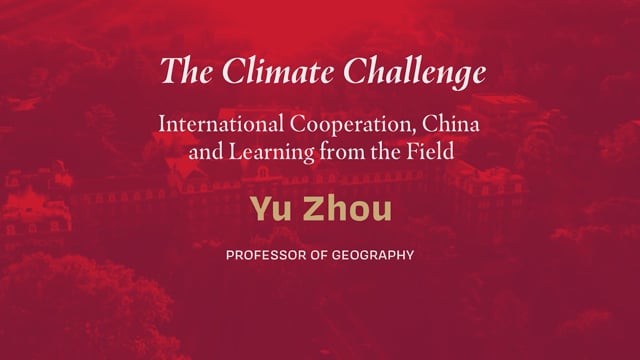 The Climate Challenge
International Cooperation, China
and Learning from the Field
Yu Zhou
PROFESSOR OF GEOGRAPHY